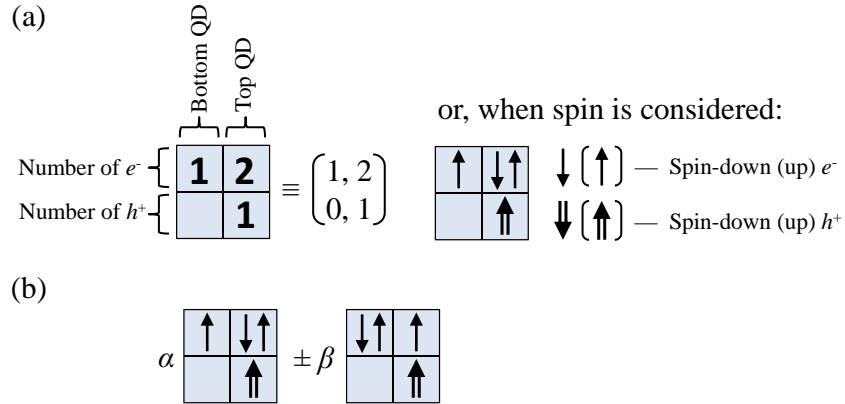 (a)
Bottom QD
Top QD
or, when spin is considered:
Number of e- 1 2 ≡ (1, 2
Number of h+ 1 0, 1)
↑ ↓↑ ↓(↑) — Spin-down (up) e-
⇑ ⇓(⇑) — Spin-down (up) h+
(b)
α ↑ ↓↑ ± β ↓↑ ↑
⇑ ⇑